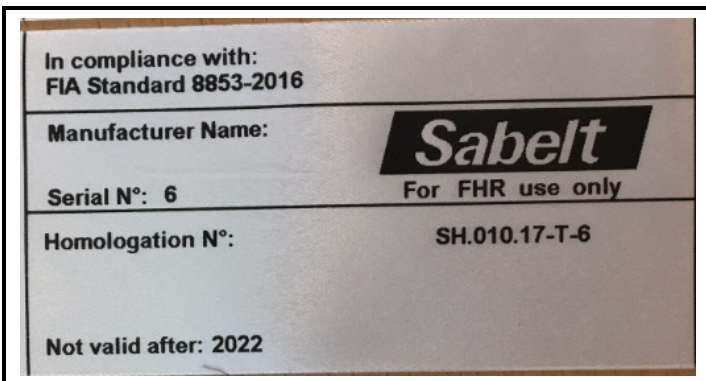 In compliance with:
FIA Standard 8853-2016
Manufacturer Name:
Sabelt
Serial N°: 6
For FHR use only
Homologation N°:
SH.010.17-T-6
Not valid after: 2022